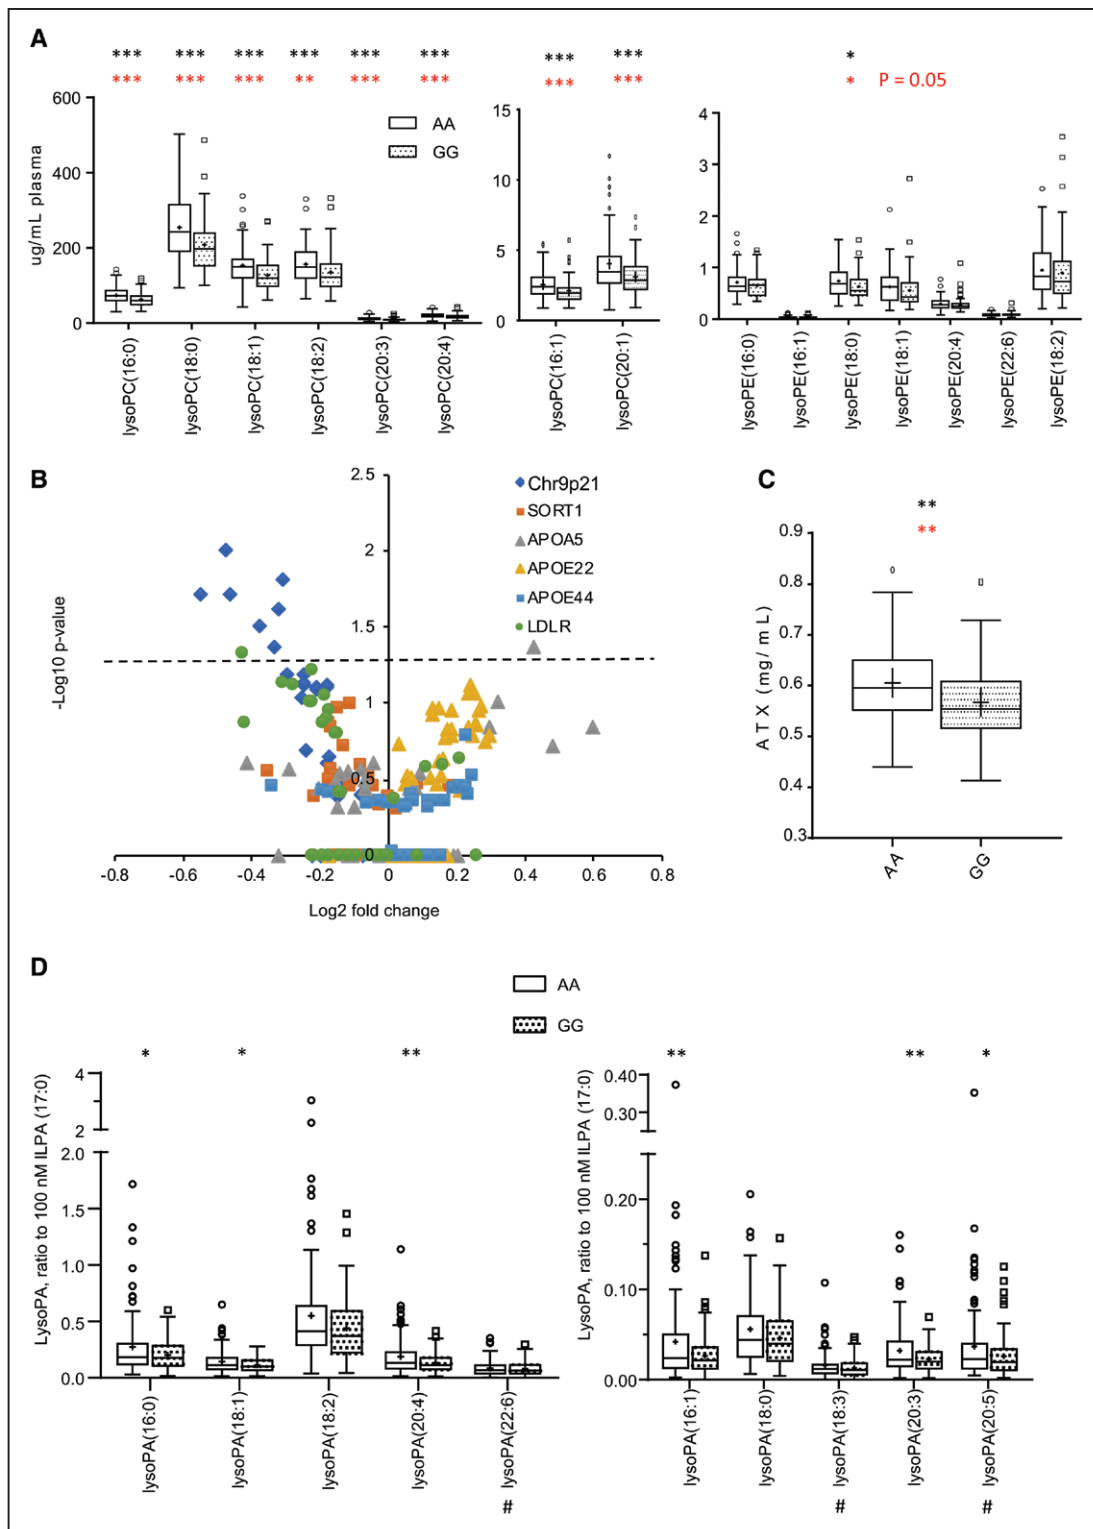 A
*** *** *** *** *** *** *** *** *
*** *** *** ** *** *** *** *** * P = 0.05
ug/mL plasma
600
400
200
0
AA
GG
lysoPC(16:0)
lysoPC(18:0)
lysoPC(18:1)
lysoPC(18:2)
lysoPC(20:3)
lysoPC(20:4)
15
10
5
0
lysoPC(16:1)
lysoPC(20:1)
4
3
2
1
0
lysoPE(16:0)
lysoPE(16:1)
lysoPE(18:0)
lysoPE(18:1)
lysoPE(20:4)
lysoPE(22:6)
lysoPE(18:2)
B
-Log10 p-value
2.5
2
1.5
1
0.5
0
Chr9p21
SORT1
APOA5
APOE22
APOE44
LDLR
-0.8 -0.6 -0.4 -0.2 0 0.2 0.4 0.6 0.8
Log2 fold change
C
**
**
ATX (mg/mL)
0.9
0.8
0.7
0.6
0.5
0.4
0.3
AA
GG
D
AA
GG
* * **
LysoPA, ratio to 100 nM ILPA (17:0)
4
2
2.0
1.5
1.0
0.5
0.0
lysoPA(16:0)
lysoPA(18:1)
lysoPA(18:2)
lysoPA(20:4)
lysoPA(22:6)
#
** ** *
LysoPA, ratio to 100 nM ILPA (17:0)
0.40
0.30
0.20
0.10
0.00
lysoPA(16:1)
lysoPA(18:0)
lysoPA(18:3)
lysoPA(20:3)
lysoPA(20:5)
# #